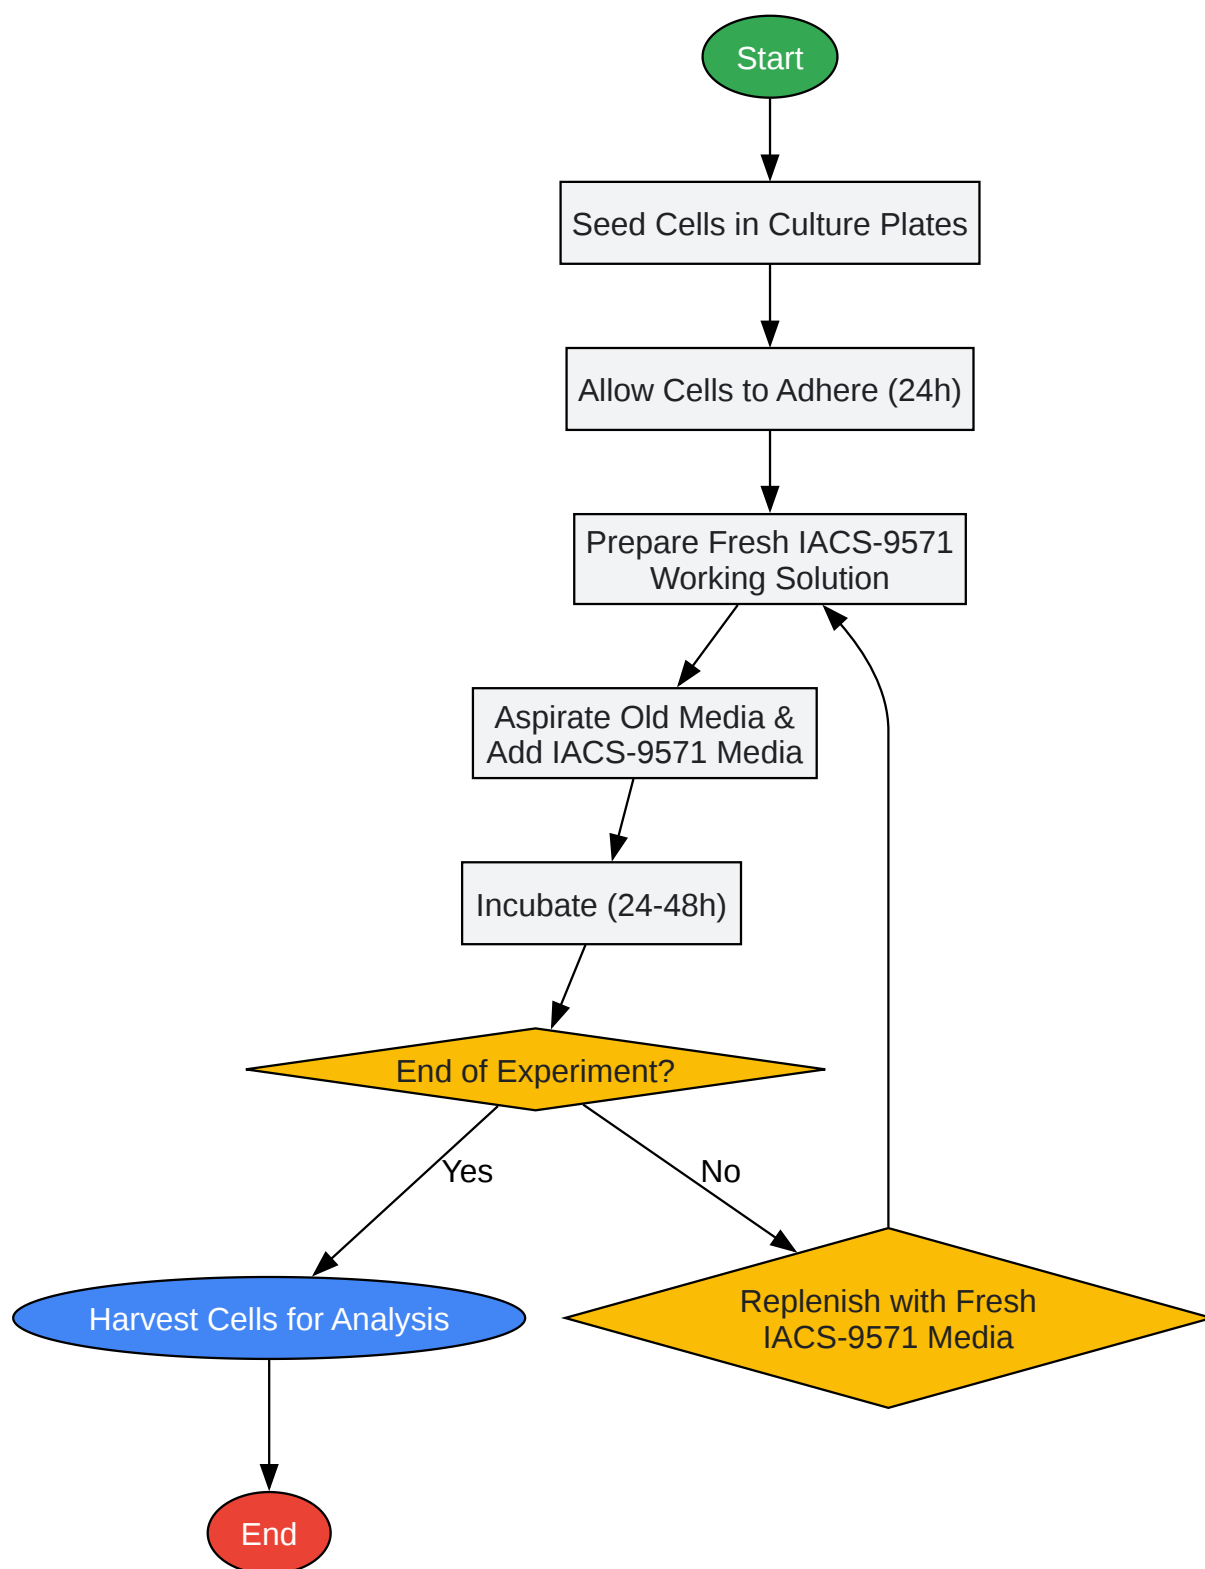 Start
Seed Cells in Culture Plates
Allow Cells to Adhere (24h)
Prepare Fresh IACS-9571
Working Solution
Aspirate Old Media &
Add IACS-9571 Media
Incubate (24-48h)
End of Experiment?
Yes
No
Harvest Cells for Analysis
Replenish with Fresh
IACS-9571 Media
End